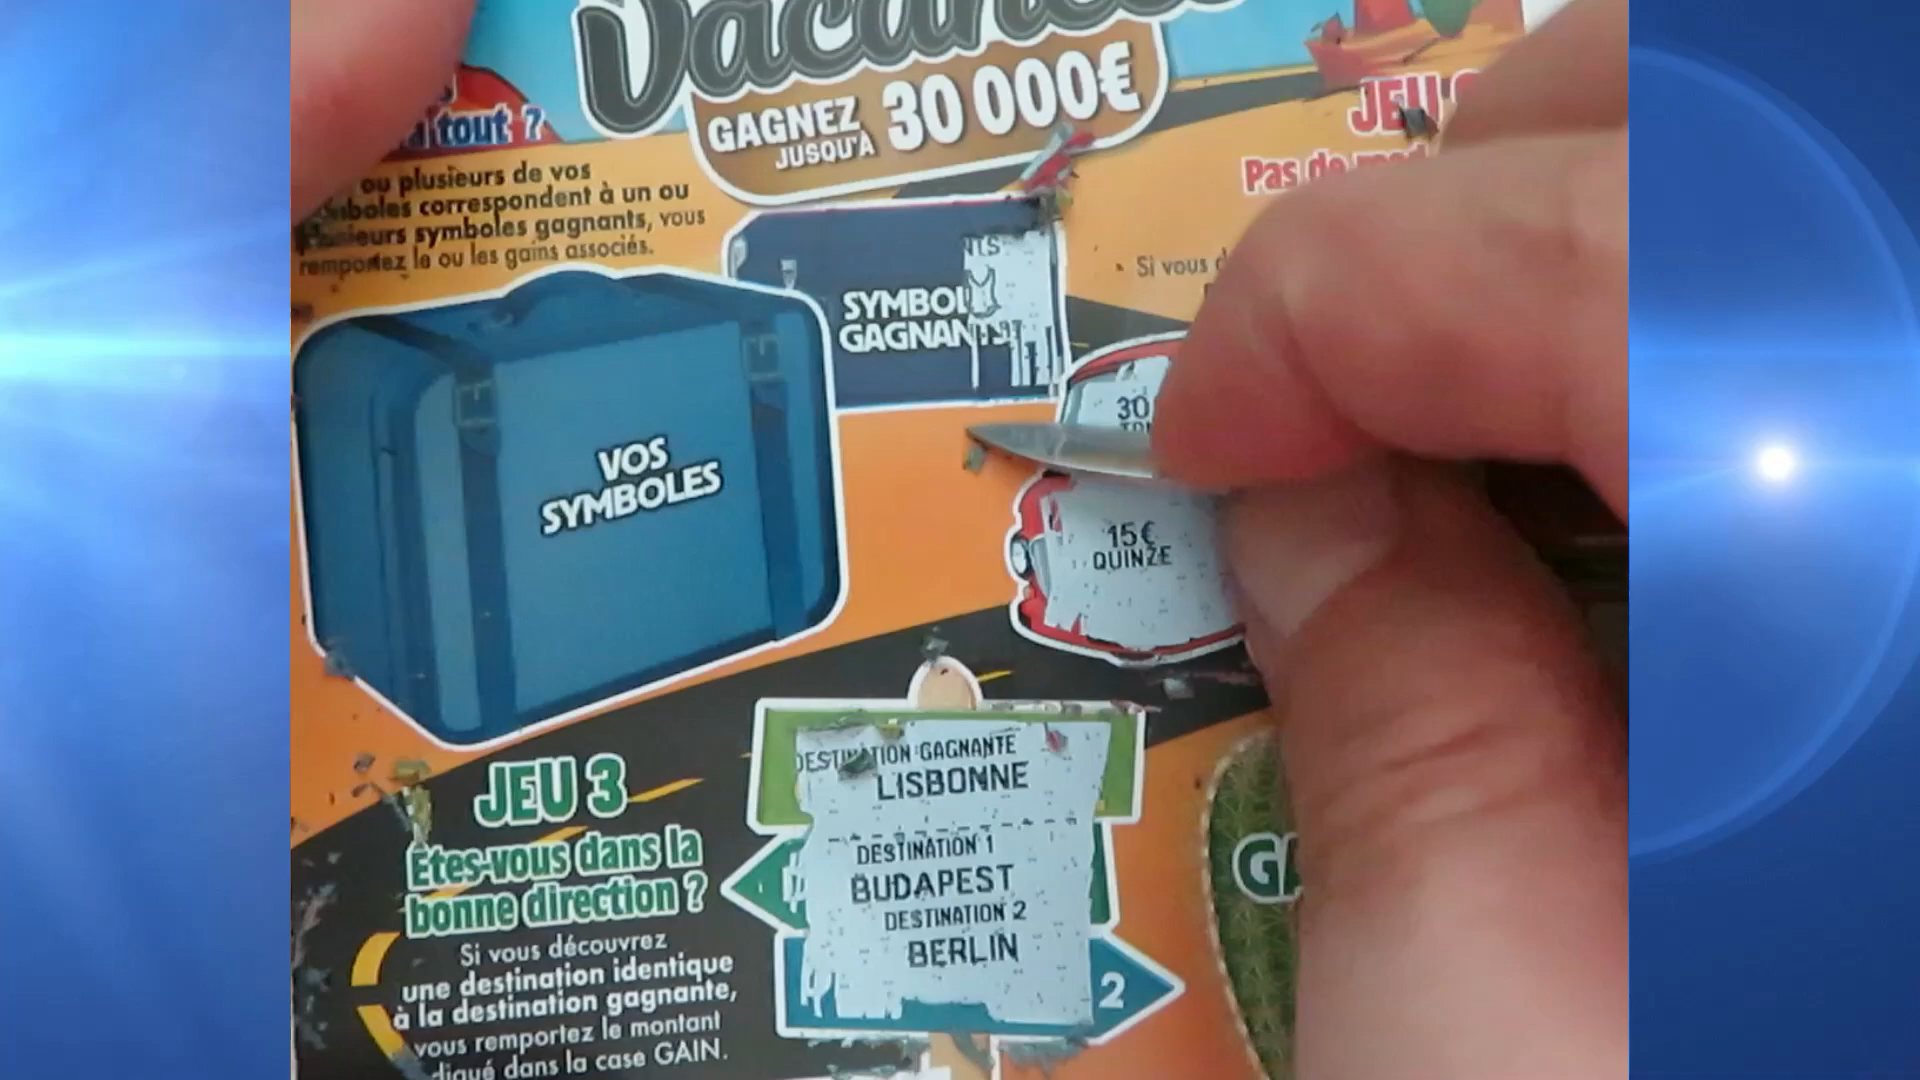 GAGNEZ
JUSQU'À
30 000€
tout ?
ou plusieurs de vos
correspondent à un ou
symboles gagnants, vous
remportez le ou les gains associés.
JEU
Pas de
Si vous
SYMBOL
GAGNAN
VOS
SYMBOLES
30
15€
QUINZE
DESTINATION GAGNANTE
LISBONNE
DESTINATION 1
BUDAPEST
DESTINATION 2
BERLIN
2
JEU 3
Êtes-vous dans la
bonne direction ?
Si vous découvrez
une destination identique
à la destination gagnante,
vous remportez le montant
dans la case GAIN.